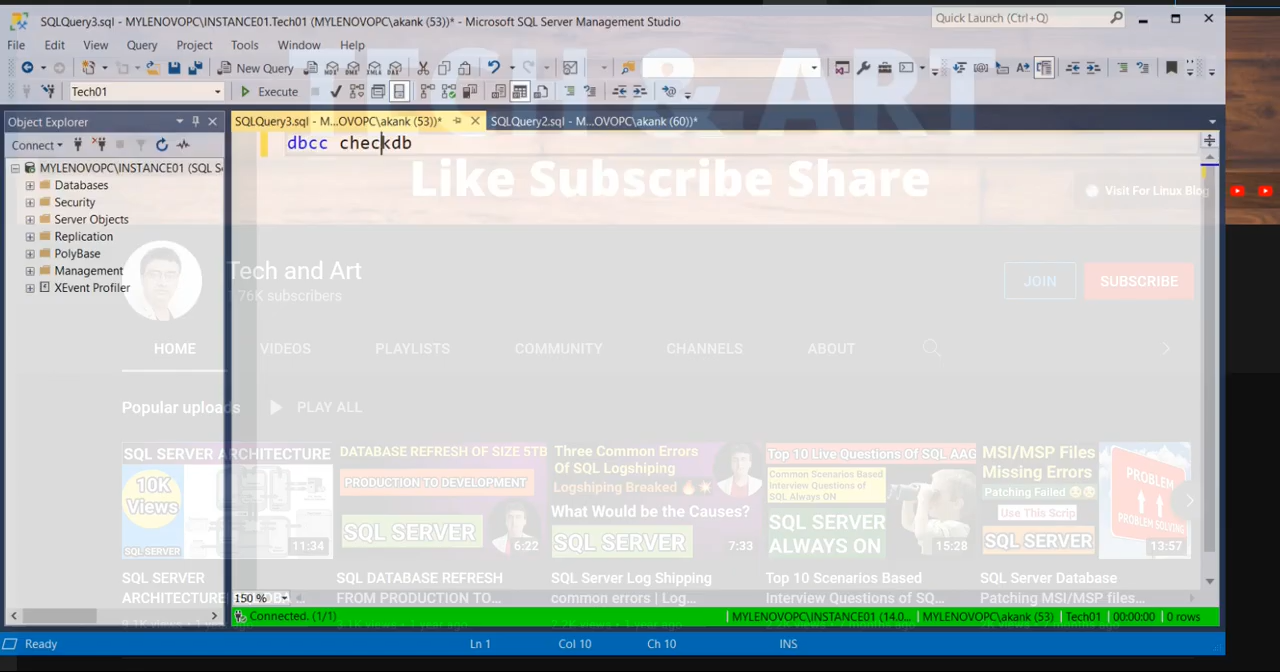 SQLQuery3.sql - MYLENOVOPC\INSTANCE01.Tech01 (MYLENOVOPC\akank (53))* - Microsoft SQL Server Management Studio
Quick Launch (Ctrl+Q)
File Edit View Query Project Tools Window Help
TECH & ART
New Query
Tech01
Execute
Object Explorer
SQLQuery3.sql - M...OVOPC\akank (53))*
SQLQuery2.sql - M...OVOPC\akank (60))*
Connect
dbcc checkdb
MYLENOVOPC\INSTANCE01 (SQL S
Databases
Security
Server Objects
Replication
PolyBase
Management
XEvent Profiler
Like Subscribe Share
Visit For Linux Blog
Tech and Art
1.76K subscribers
JOIN
SUBSCRIBE
HOME VIDEOS PLAYLISTS COMMUNITY CHANNELS ABOUT
Popular uploads
PLAY ALL
SQL SERVER ARCHITECTURE
10K
Views
SQL SERVER
11:34
DATABASE REFRESH OF SIZE 5TB
PRODUCTION TO DEVELOPMENT
SQL SERVER
6:22
Three Common Errors
Of SQL Logshiping
Logshiping Breaked
What Would be the Causes?
SQL SERVER
7:33
Top 10 Live Questions Of SQL AAG
Common Scenarios Based
Interview Questions of
SQL Always ON
SQL SERVER
ALWAYS ON
15:28
MSI/MSP Files
Missing Errors
Patching Failed
Use This Scrip
SQL SERVER
PROBLEM
PROBLEM SOLVING
13:57
SQL SERVER
ARCHITECTURE
SQL DATABASE REFRESH
FROM PRODUCTION TO...
SQL Server Log Shipping
common errors | Log...
Top 10 Scenarios Based
Interview Questions of...
SQL Server Database
Patching MSI/MSP files...
150 %
Connected. (1/1)
MYLENOVOPC\INSTANCE01 (14.0...
MYLENOVOPC\akank (53)
Tech01
00:00:00
0 rows
Ready
Ln 1
Col 10
Ch 10
INS